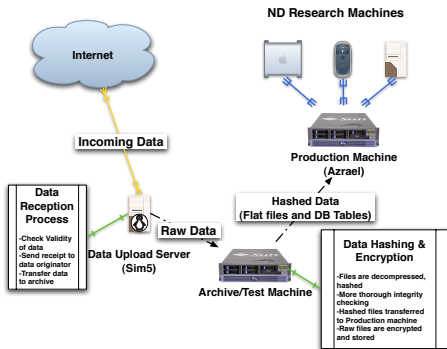 ND Research Machines
Internet
Incoming Data
Production Machine
(Azrael)
Data
Reception
Process
-Check Validity
of data
-Send receipt to
data originator
-Transfer data
to archive
Hashed Data
(Flat files and DB Tables)
Raw Data
Data Upload Server
(Sim5)
Archive/Test Machine
Data Hashing &
Encryption
-Files are decompressed,
hashed
-More thorough integrity
checking
-Hashed files transferred
to Production machine
-Raw files are encrypted
and stored